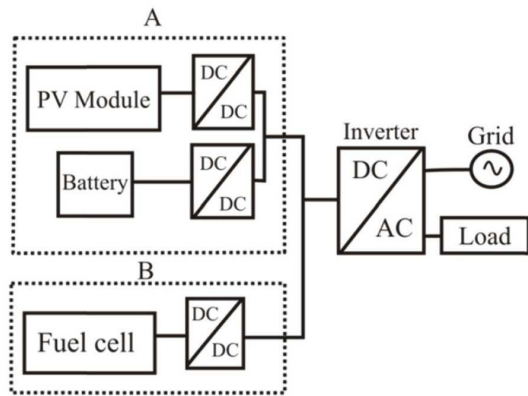 A
PV Module
DC
DC
Battery
DC
DC
Inverter
DC
AC
Grid
Load
B
Fuel cell
DC
DC